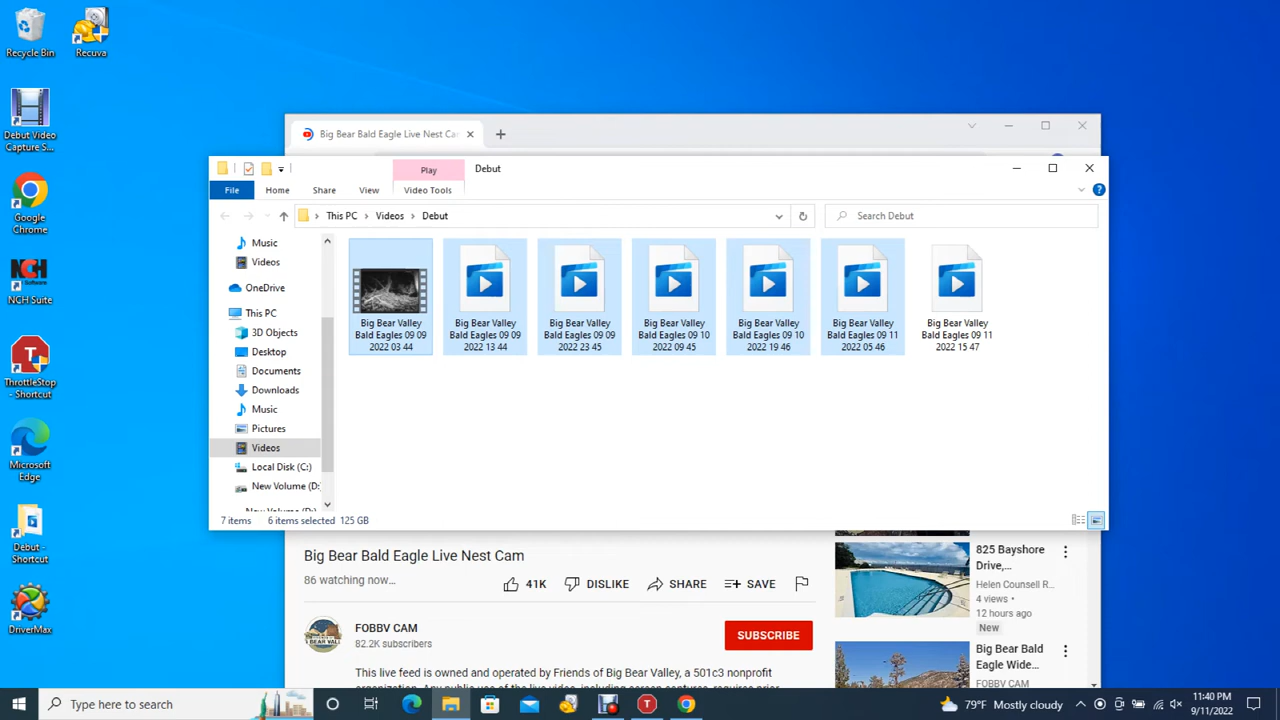 Recycle Bin
Recuva
Debut Video
Capture S...
Google
Chrome
NCH Suite
ThrottleStop
- Shortcut
Microsoft
Edge
Debut -
Shortcut
DriverMax
Big Bear Bald Eagle Live Nest Ca
Play
Debut
File
Home
Share
View
Video Tools
This PC
Videos
Debut
Search Debut
Music
Videos
OneDrive
This PC
3D Objects
Desktop
Documents
Downloads
Music
Pictures
Videos
Local Disk (C:)
New Volume (D:
Big Bear Valley
Bald Eagles 09 09
2022 03 44
Big Bear Valley
Bald Eagles 09 09
2022 13 44
Big Bear Valley
Bald Eagles 09 09
2022 23 45
Big Bear Valley
Bald Eagles 09 10
2022 09 45
Big Bear Valley
Bald Eagles 09 10
2022 19 46
Big Bear Valley
Bald Eagles 09 11
2022 05 46
Big Bear Valley
Bald Eagles 09 11
2022 15 47
7 items
6 items selected 125 GB
Big Bear Bald Eagle Live Nest Cam
86 watching now...
41K
DISLIKE
SHARE
SAVE
FOBBV CAM
82.2K subscribers
SUBSCRIBE
This live feed is owned and operated by Friends of Big Bear Valley, a 501c3 nonprofit
825 Bayshore
Drive,...
Helen Counsell R...
4 views •
12 hours ago
New
Big Bear Bald
Eagle Wide...
FOBBV CAM
Type here to search
79°F Mostly cloudy
11:40 PM
9/11/2022